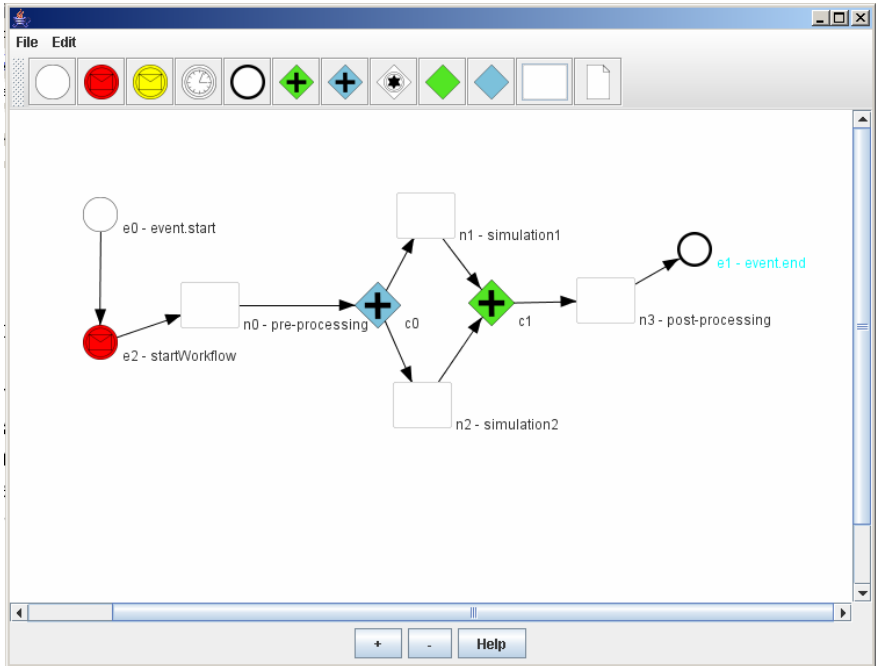 File Edit
e0 - event.start
n1 - simulation1
e1 - event.end
n0 - pre-processing
c0
c1
n3 - post-processing
e2 - startWorkflow
n2 - simulation2
+ - Help